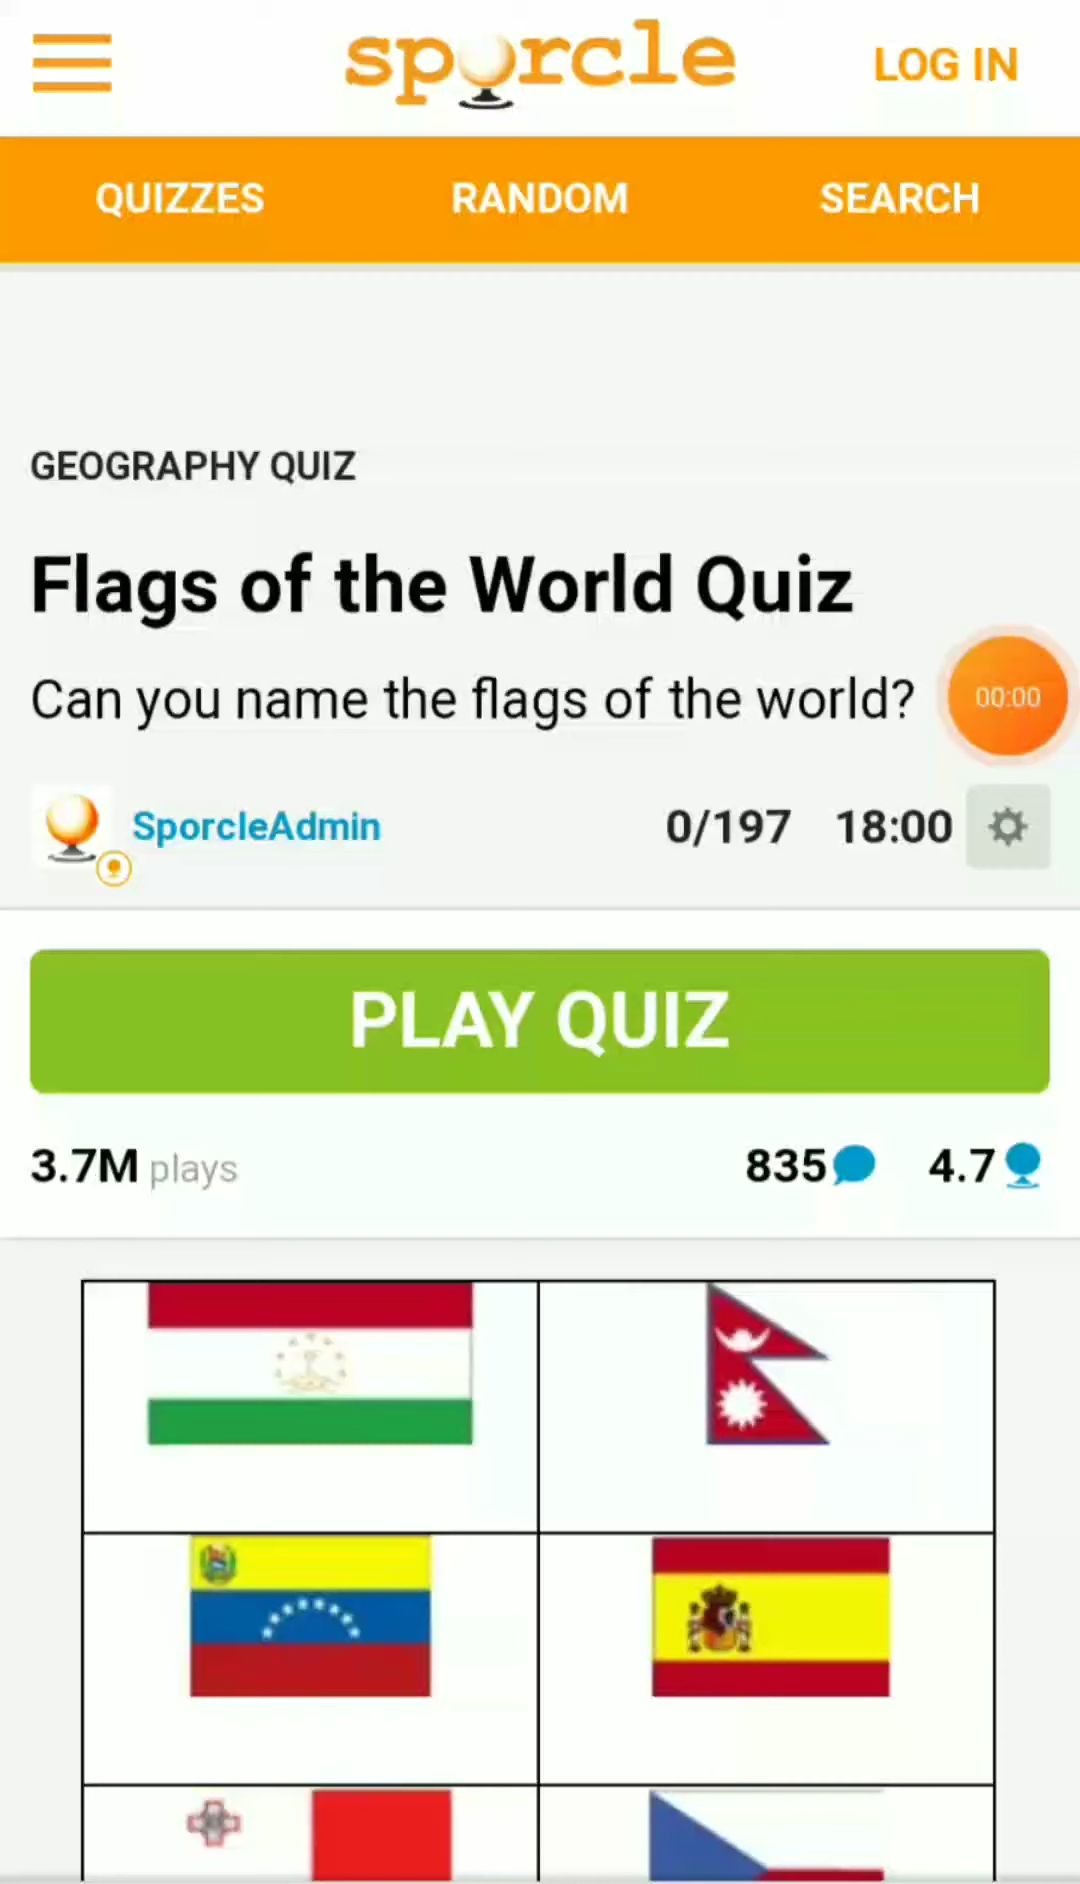 sporcle
LOG IN
QUIZZES RANDOM SEARCH
GEOGRAPHY QUIZ
Flags of the World Quiz
Can you name the flags of the world?
00:00
SporcleAdmin 0/197 18:00
PLAY QUIZ
3.7M plays 835 4.7